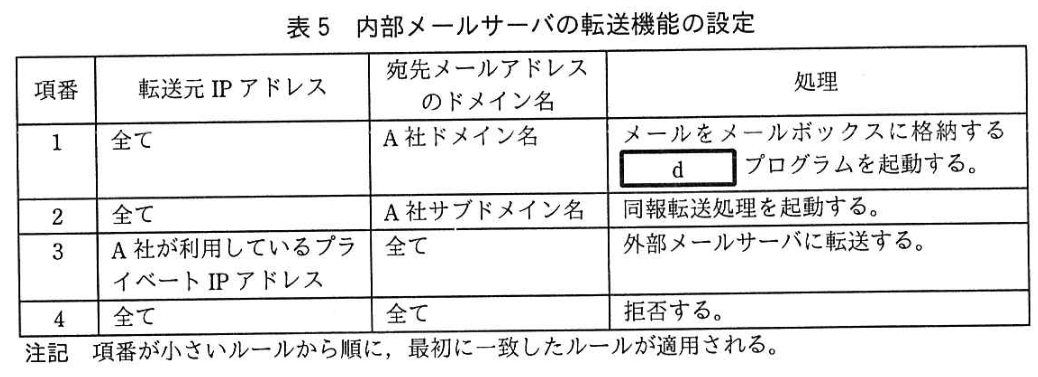 表5 内部メールサーバの転送機能の設定
項番 転送元 IP アドレス 宛先メールアドレスのドメイン名 処理
1 全て A 社ドメイン名 メールをメールボックスに格納する d プログラムを起動する。
2 全て A 社サブドメイン名 同報転送処理を起動する。
3 A 社が利用しているプライベート IP アドレス 全て 外部メールサーバに転送する。
4 全て 全て 拒否する。
注記 項番が小さいルールから順に，最初に一致したルールが適用される。